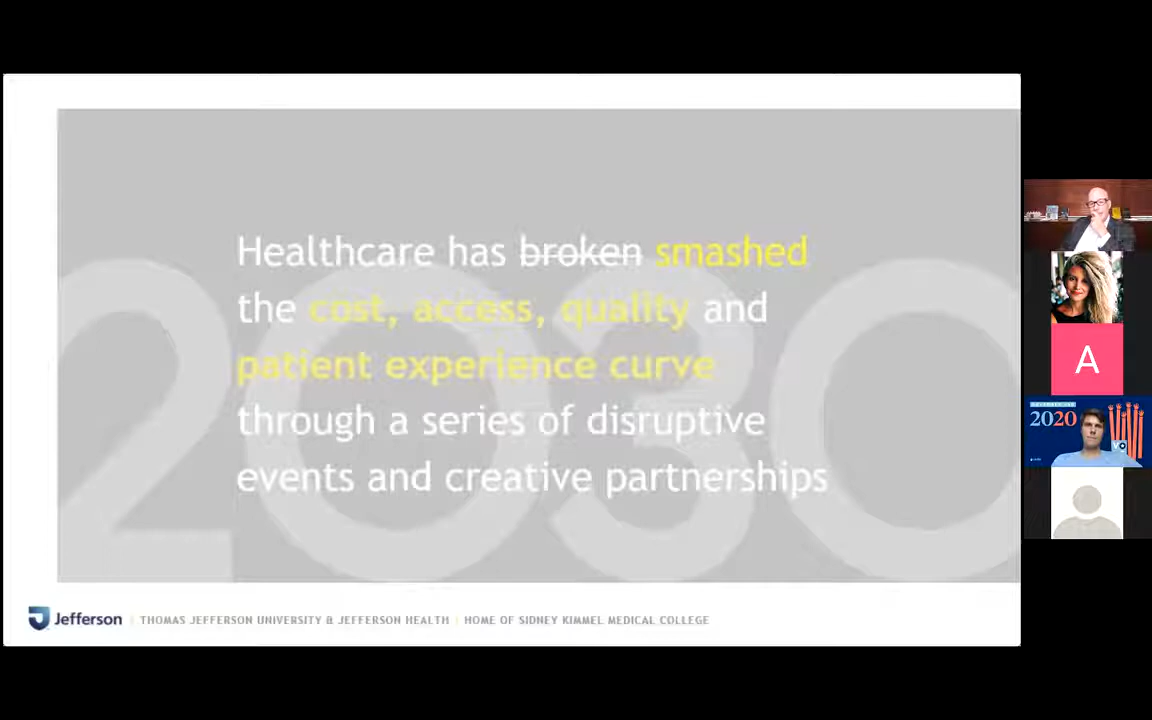 2030
Healthcare has broken smashed
the cost, access, quality and
patient experience curve
through a series of disruptive
events and creative partnerships
Jefferson | THOMAS JEFFERSON UNIVERSITY & JEFFERSON HEALTH | HOME OF SIDNEY KIMMEL MEDICAL COLLEGE
A
2020